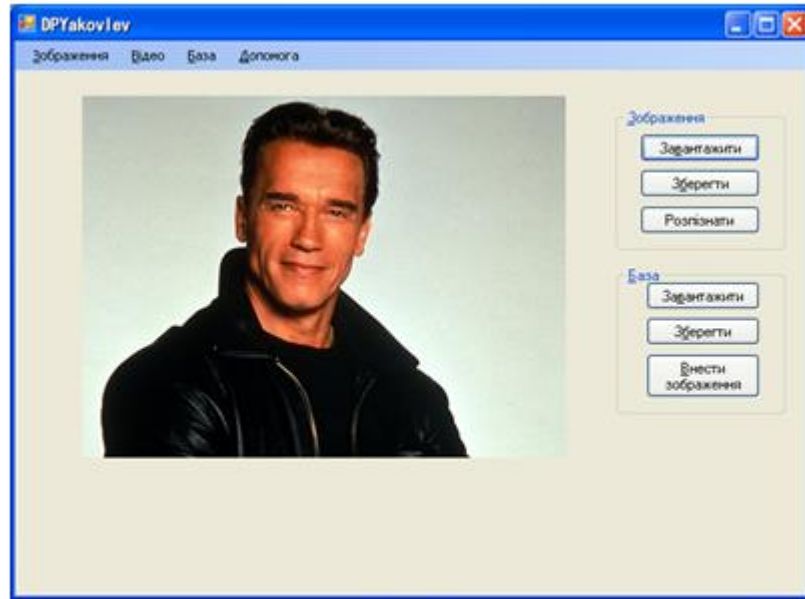 DPYakovlev
Зображення Відео База Допомога
Зображення
Завантажити
Зберегти
Розпізнати
База
Завантажити
Зберегти
Внести
зображення